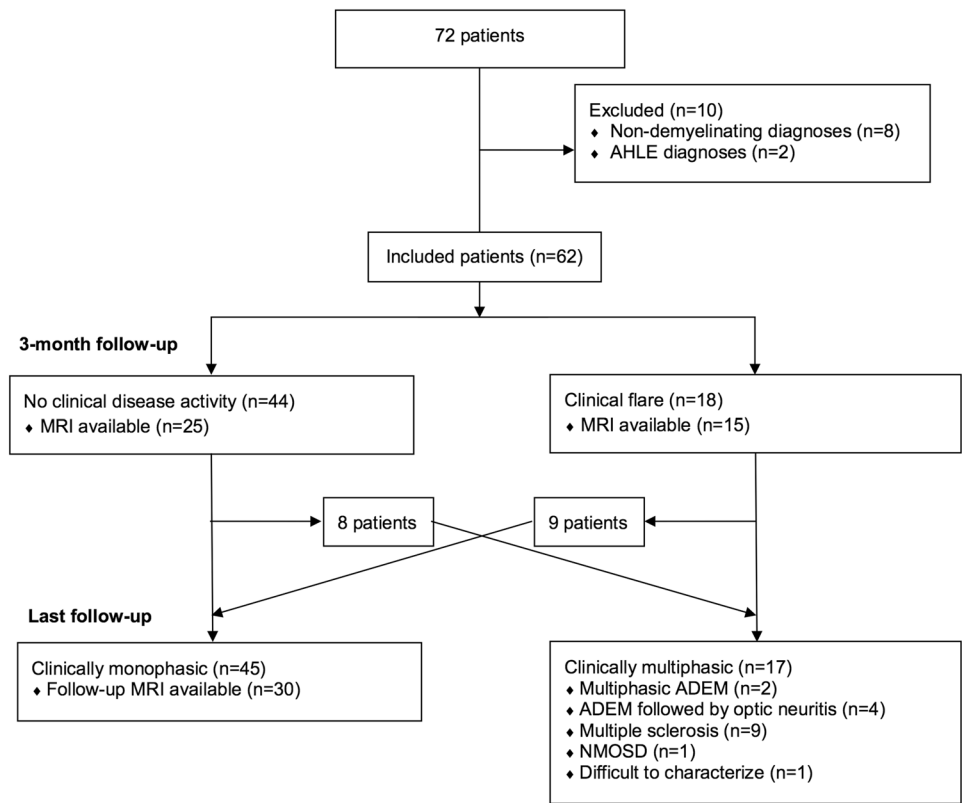 72 patients
Excluded (n=10)
♦ Non-demyelinating diagnoses (n=8)
♦ AHLE diagnoses (n=2)
Included patients (n=62)
3-month follow-up
No clinical disease activity (n=44)
♦ MRI available (n=25)
Clinical flare (n=18)
♦ MRI available (n=15)
8 patients
9 patients
Last follow-up
Clinically monophasic (n=45)
♦ Follow-up MRI available (n=30)
Clinically multiphasic (n=17)
♦ Multiphasic ADEM (n=2)
♦ ADEM followed by optic neuritis (n=4)
♦ Multiple sclerosis (n=9)
♦ NMOSD (n=1)
♦ Difficult to characterize (n=1)